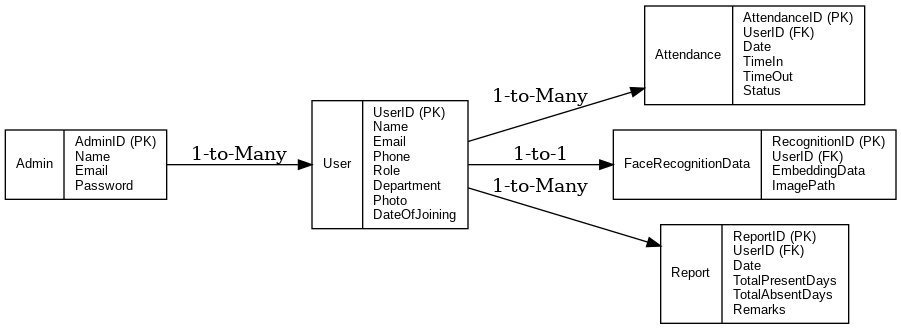 Admin
AdminID (PK)
Name
Email
Password
1-to-Many
User
UserID (PK)
Name
Email
Phone
Role
Department
Photo
DateOfJoining
1-to-Many
Attendance
AttendanceID (PK)
UserID (FK)
Date
TimeIn
TimeOut
Status
1-to-1
FaceRecognitionData
RecognitionID (PK)
UserID (FK)
EmbeddingData
ImagePath
1-to-Many
Report
ReportID (PK)
UserID (FK)
Date
TotalPresentDays
TotalAbsentDays
Remarks